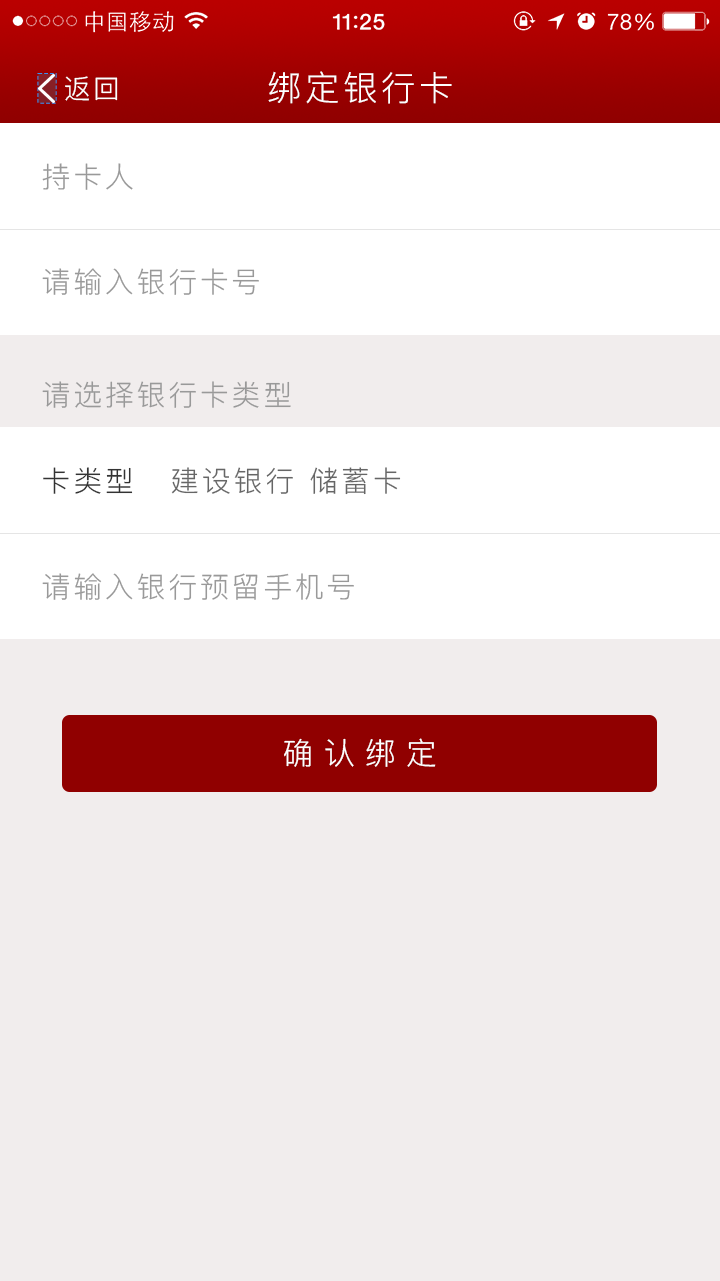 中国移动 11:25 78%
返回 绑定银行卡
持卡人
请输入银行卡号
请选择银行卡类型
卡类型 建设银行 储蓄卡
请输入银行预留手机号
确认绑定